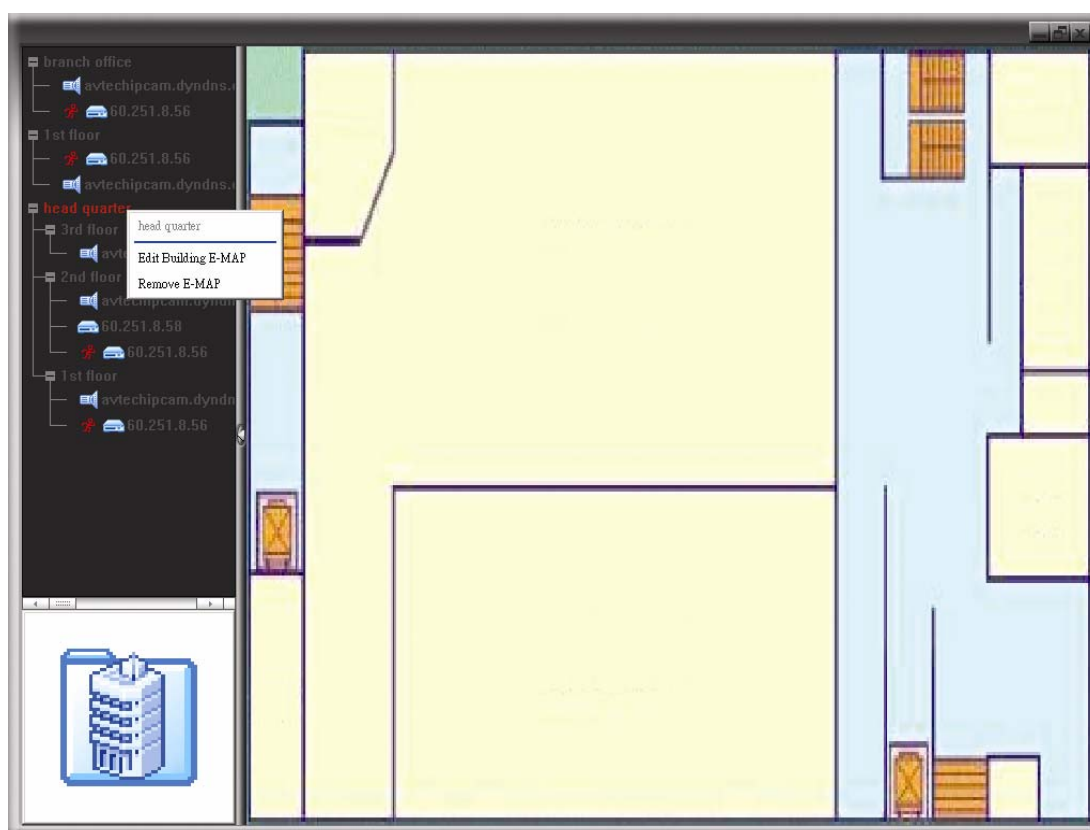 branch office
avtechipcam.dyndns.
60.251.8.56
1st floor
60.251.8.56
avtechipcam.dyndns.
head quarter
head quarter
3rd floor
Edit Building E-MAP
2nd floor
Remove E-MAP
60.251.8.58
60.251.8.56
1st floor
avtechipcam.dyndn
60.251.8.56